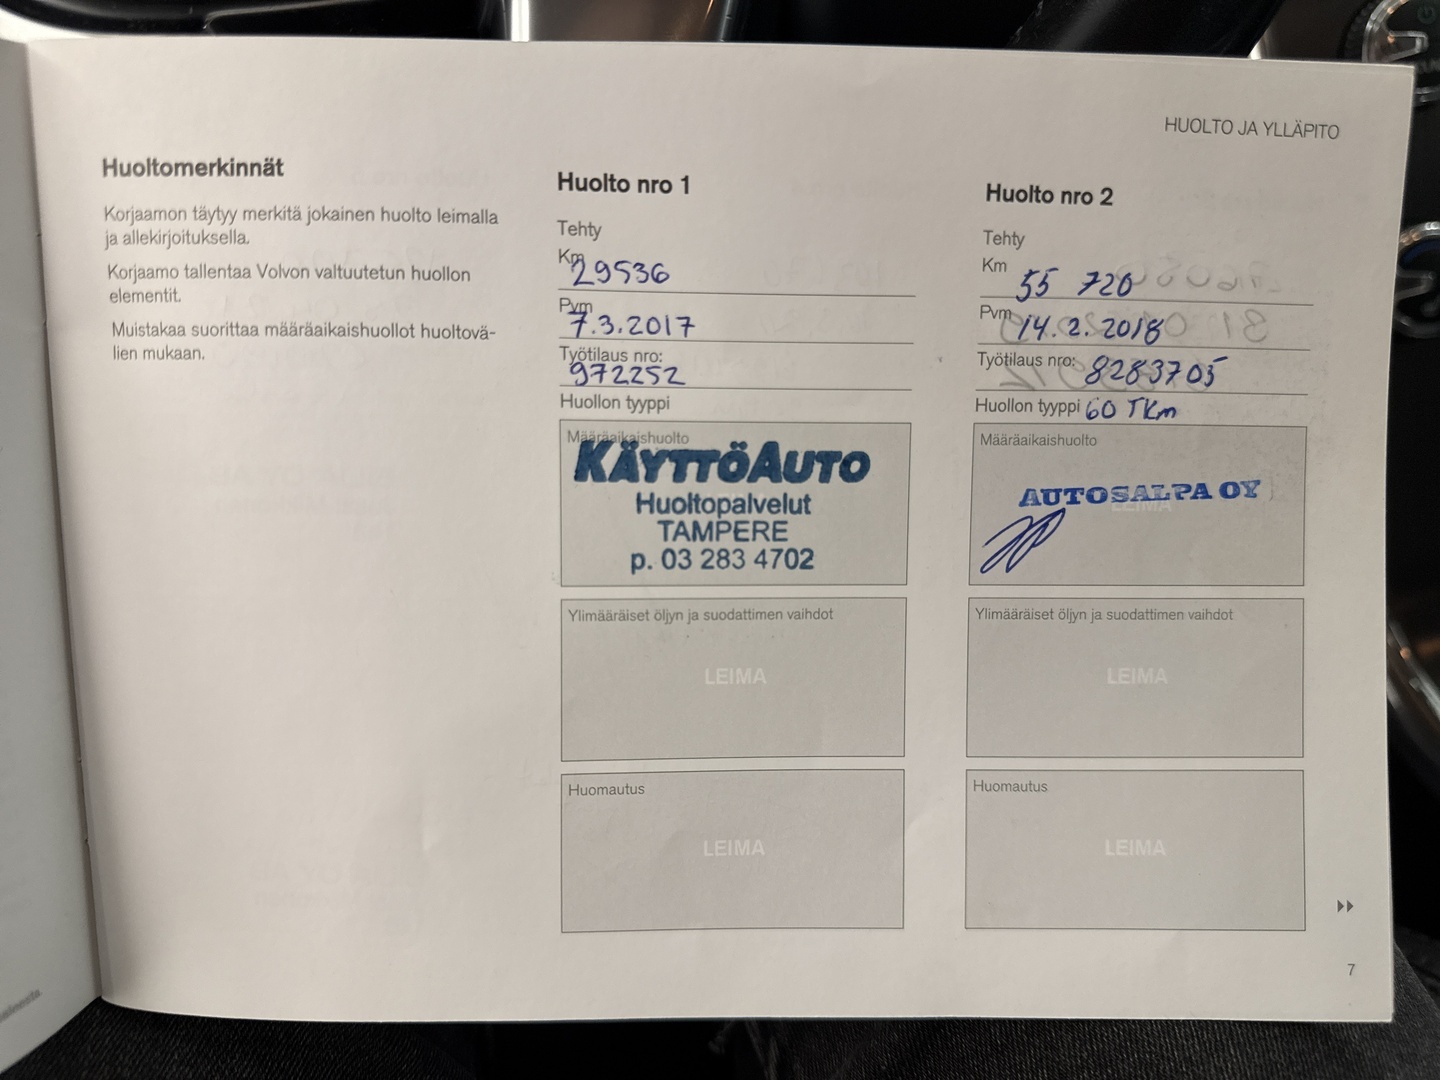 HUOLTO JA YLLÄPITO
Huoltomerkinnät
Korjaamon täytyy merkitä jokainen huolto leimalla
ja allekirjoituksella.
Korjaamo tallentaa Volvon valtuutetun huollon
elementit.
Muistakaa suorittaa määräaikaishuollot huoltovä-
lien mukaan.
Huolto nro 1
Tehty
Km 29536
Pvm 7.3.2017
Työtilaus nro:
972252
Huollon tyyppi
Määräaikaishuolto
KÄYTTÖAUTO
Huoltopalvelut
TAMPERE
p. 03 283 4702
Ylimääräiset öljyn ja suodattimen vaihdot
LEIMA
Huomautus
LEIMA
Huolto nro 2
Tehty
Km 55 720
Pvm 14.2.2018
Työtilaus nro: 8283705
Huollon tyyppi 60 TKm
Määräaikaishuolto
AUTOSALPA OY
LEIMA
Ylimääräiset öljyn ja suodattimen vaihdot
LEIMA
Huomautus
LEIMA
7